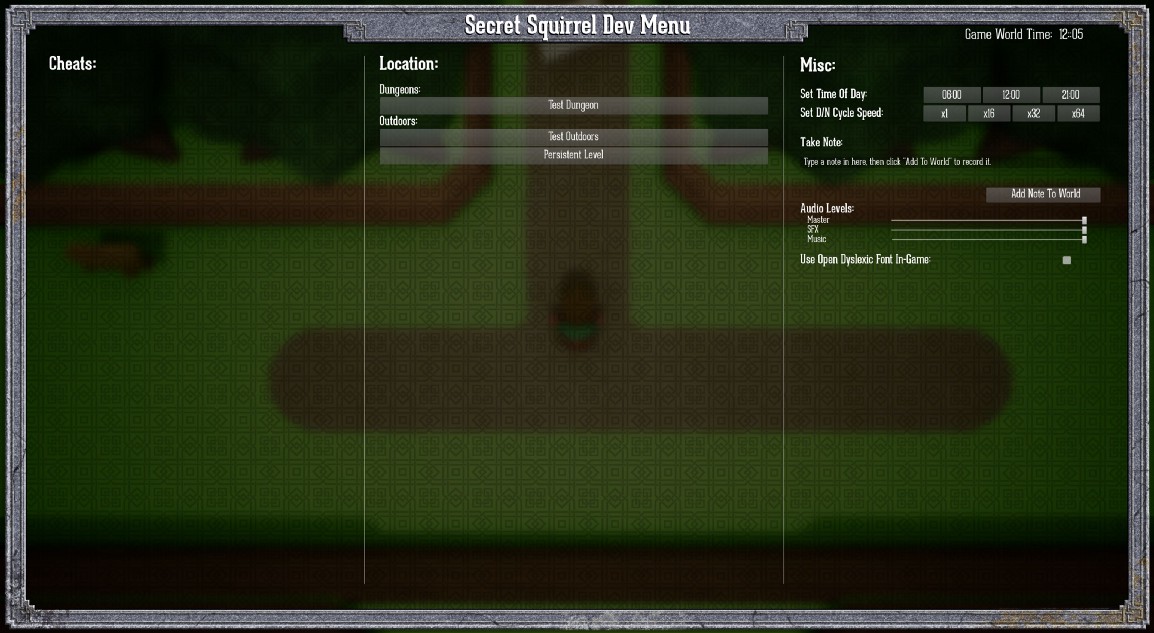 Secret Squirrel Dev Menu
Game World Time: 12:05
Cheats:
Location:
Dungeons:
Test Dungeon
Outdoors:
Test Outdoors
Persistent Level
Misc:
Set Time Of Day:
06:00
12:00
21:00
Set D/N Cycle Speed:
x1
x16
x32
x64
Take Note:
Type a note in here, then click "Add To World" to record it.
Add Note To World
Audio Levels:
Master
SFX
Music
Use Open Dyslexic Font In-Game: